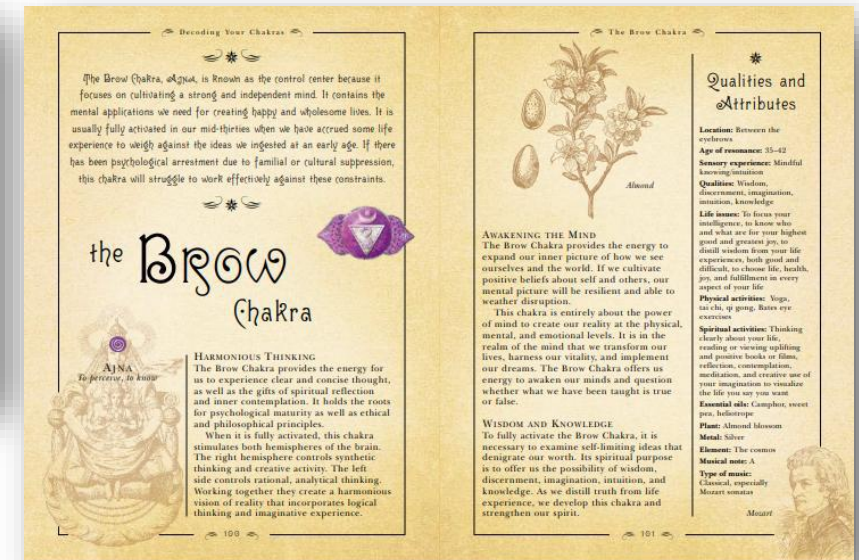 Decoding Your Chakras
The Brow Chakra, AJNA, is known as the control center because it
focuses on cultivating a strong and independent mind. It contains the
mental applications we need for creating happy and wholesome lives. It is
usually fully activated in our mid-thirties when we have accrued some life
experience to weigh against the ideas we ingested at an early age. If there
has been psychological arrestment due to familial or cultural suppression,
this chakra will struggle to work effectively against these constraints.
the Brow
Chakra
AJNA
To perceive, to know
HARMONIOUS THINKING
The Brow Chakra provides the energy for
us to experience clear and concise thought,
as well as the gifts of spiritual reflection
and inner contemplation. It holds the roots
for psychological maturity as well as ethical
and philosophical principles.
When it is fully activated, this chakra
stimulates both hemispheres of the brain.
The right hemisphere controls synthetic
thinking and creative activity. The left
side controls rational, analytical thinking.
Working together they create a harmonious
vision of reality that incorporates logical
thinking and imaginative experience.
100
The Brow Chakra
Almond
AWAKENING THE MIND
The Brow Chakra provides the energy to
expand our inner picture of how we see
ourselves and the world. If we cultivate
positive beliefs about self and others, our
mental picture will be resilient and able to
weather disruption.
This chakra is entirely about the power
of mind to create our reality at the physical,
mental, and emotional levels. It is in the
realm of the mind that we transform our
lives, harness our vitality, and implement
our dreams. The Brow Chakra offers us
energy to awaken our minds and question
whether what we have been taught is true
or false.
WISDOM AND KNOWLEDGE
To fully activate the Brow Chakra, it is
necessary to examine self-limiting ideas that
denigrate our worth. Its spiritual purpose
is to offer us the possibility of wisdom,
discernment, imagination, intuition, and
knowledge. As we distill truth from life
experience, we develop this chakra and
strengthen our spirit.
Qualities and
Attributes
Location: Between the
eyebrows
Age of resonance: 35–42
Sensory experience: Mindful
knowing/intuition
Qualities: Wisdom,
discernment, imagination,
intuition, knowledge
Life issues: To focus your
intelligence, to know who
and what are for your highest
good and greatest joy, to
distill wisdom from your life
experiences, both good and
difficult, to choose life, health,
joy, and fulfillment in every
aspect of your life
Physical activities: Yoga,
tai chi, qi gong, Bates eye
exercises
Spiritual activities: Thinking
clearly about your life,
reading or viewing uplifting
and positive books or films,
reflection, contemplation,
meditation, and creative use of
your imagination to visualize
the life you say you want
Essential oils: Camphor, sweet
pea, heliotrope
Plant: Almond blossom
Metal: Silver
Element: The cosmos
Musical note: A
Type of music:
Classical, especially
Mozart sonatas
Mozart
101